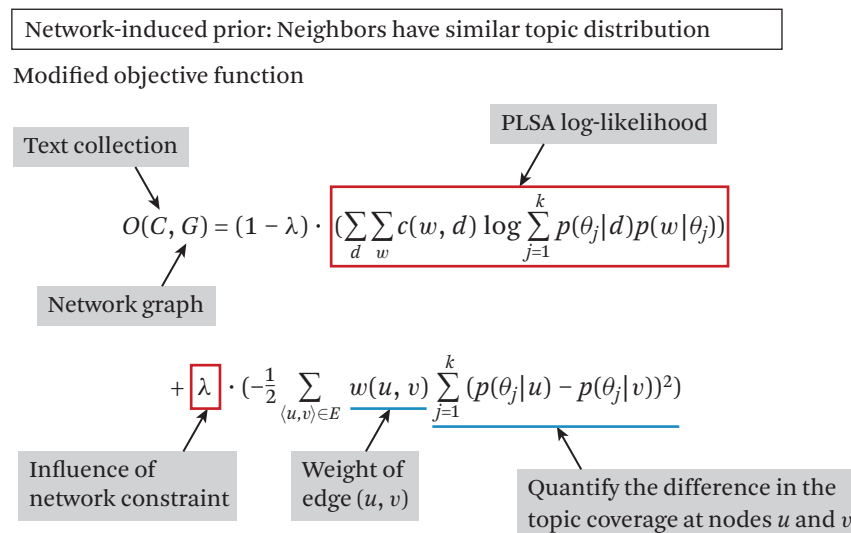 Network-induced prior: Neighbors have similar topic distribution
Modified objective function
PLSA log-likelihood
Text collection
O(C, G) = (1 − λ) · (∑_d ∑_w c(w, d) log ∑_{j=1}^{k} p(θ_j|d)p(w|θ_j))
Network graph
+ λ · (−1/2 ∑_{⟨u,v⟩∈E} w(u, v) ∑_{j=1}^{k} (p(θ_j|u) − p(θ_j|v))²)
Influence of
network constraint
Weight of
edge (u, v)
Quantify the difference in the
topic coverage at nodes u and v